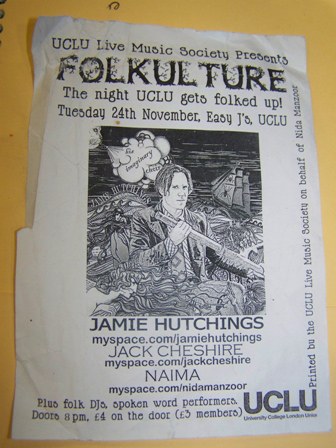 UCLU Live Music Society Presents
FOLKULTURE
The night UCLU gets folked up!
Tuesday 24th November, Easy J's, UCLU
the
Imaginary
choir
JAMIE HUTCHINGS
myspace.com/jamiehutchings
JACK CHESHIRE
myspace.com/jackcheshire
NAIMA
myspace.com/nidamanzoor
Plus folk DJs, spoken word performers.
Doors 8pm, £4 on the door (£3 members)
UCLU
University College London Union
Printed by the UCLU Live Music Society on behalf of Nida Manzoor